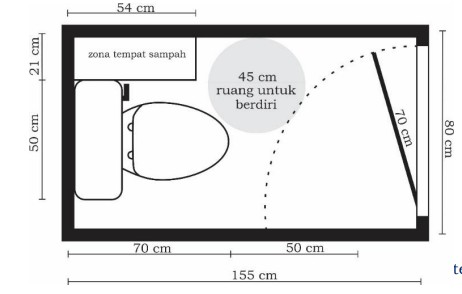 54 cm
21 cm
zona tempat sampah
45 cm
ruang untuk
berdiri
50 cm
70 cm
80 cm
70 cm
50 cm
155 cm
te